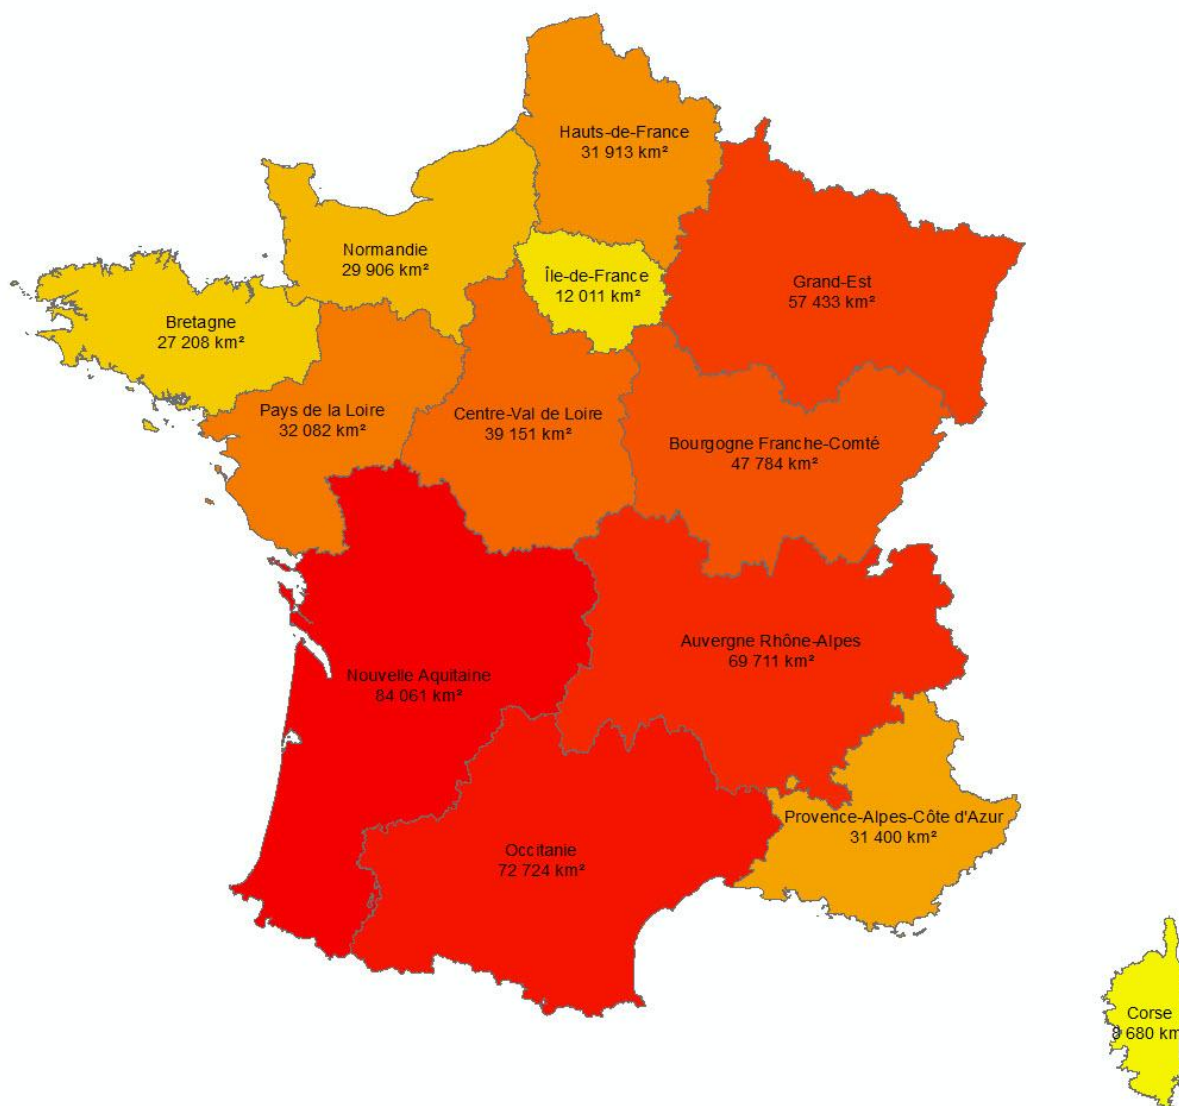 Hauts-de-France
31 913 km²
Normandie
29 906 km²
Île-de-France
12 011 km²
Grand-Est
57 433 km²
Bretagne
27 208 km²
Pays de la Loire
32 082 km²
Centre-Val de Loire
39 151 km²
Bourgogne Franche-Comté
47 784 km²
Auvergne Rhône-Alpes
69 711 km²
Nouvelle Aquitaine
84 061 km²
Provence-Alpes-Côte d'Azur
31 400 km²
Occitanie
72 724 km²
Corse
8 680 km